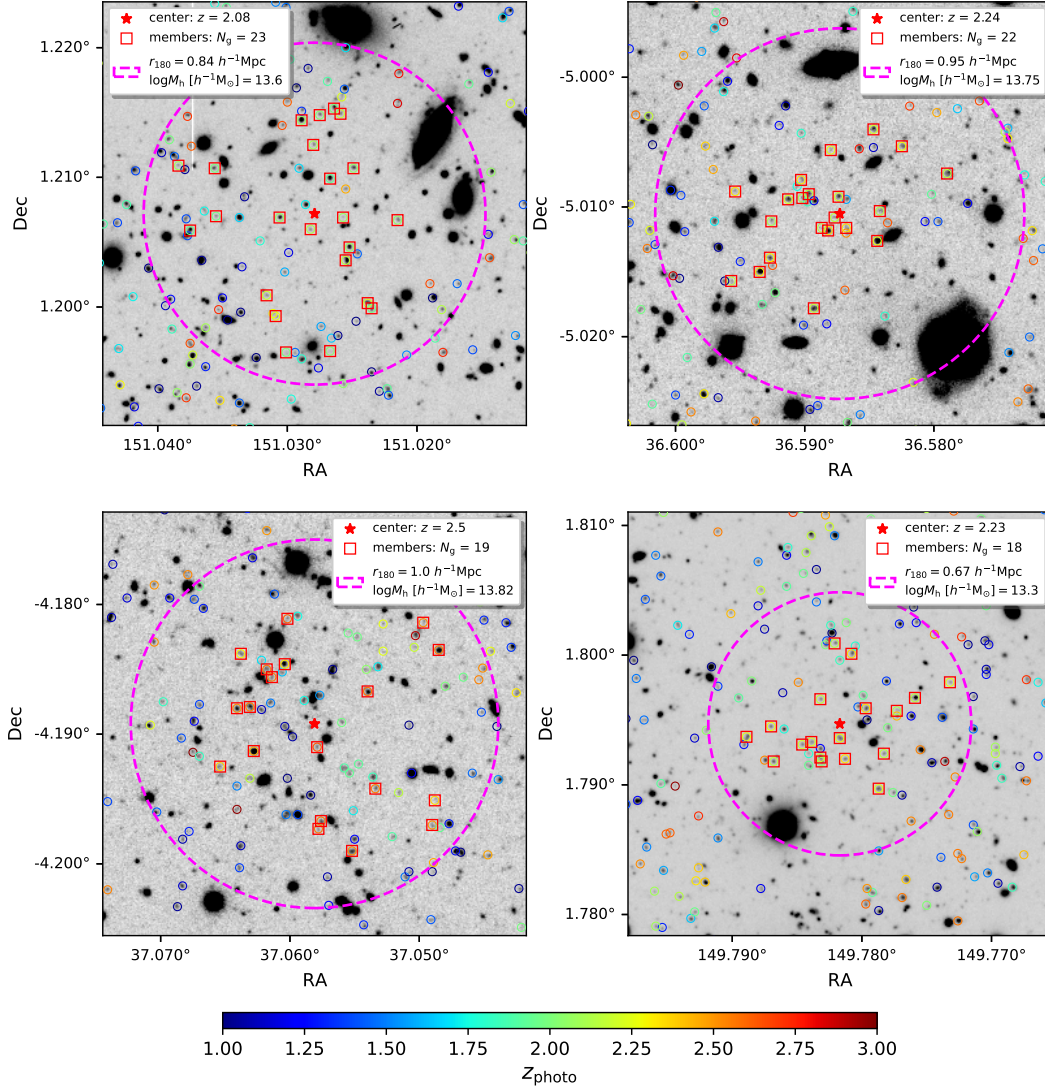 1.220°
1.210°
1.200°
Dec
center: z = 2.08
members: N_g = 23
r_180 = 0.84 h^−1Mpc
logM_h [h^−1M_⊙] = 13.6
151.040°
151.030°
151.020°
RA
-5.000°
-5.010°
-5.020°
Dec
center: z = 2.24
members: N_g = 22
r_180 = 0.95 h^−1Mpc
logM_h [h^−1M_⊙] = 13.75
36.600°
36.590°
36.580°
RA
-4.180°
-4.190°
-4.200°
Dec
center: z = 2.5
members: N_g = 19
r_180 = 1.0 h^−1Mpc
logM_h [h^−1M_⊙] = 13.82
37.070°
37.060°
37.050°
RA
1.810°
1.800°
1.790°
1.780°
Dec
center: z = 2.23
members: N_g = 18
r_180 = 0.67 h^−1Mpc
logM_h [h^−1M_⊙] = 13.3
149.790°
149.780°
149.770°
RA
1.00 1.25 1.50 1.75 2.00 2.25 2.50 2.75 3.00
z_photo